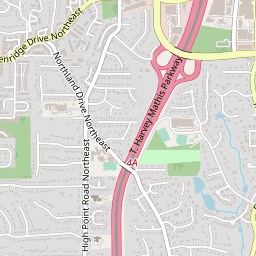 enridge Drive Northeast
Northland Drive Northeast
T. Harvey Mathis Parkway
4A
High Point Road Northeast